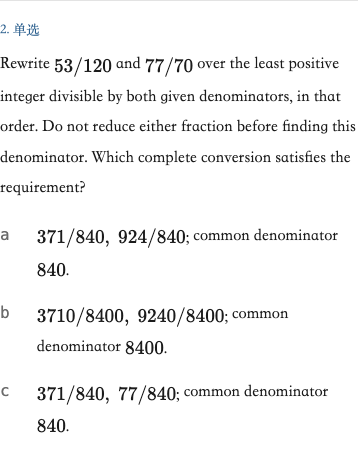 2. 单选
Rewrite 53/120 and 77/70 over the least positive
integer divisible by both given denominators, in that
order. Do not reduce either fraction before finding this
denominator. Which complete conversion satisfies the
requirement?
a 371/840, 924/840; common denominator
840.
b 3710/8400, 9240/8400; common
denominator 8400.
c 371/840, 77/840; common denominator
840.